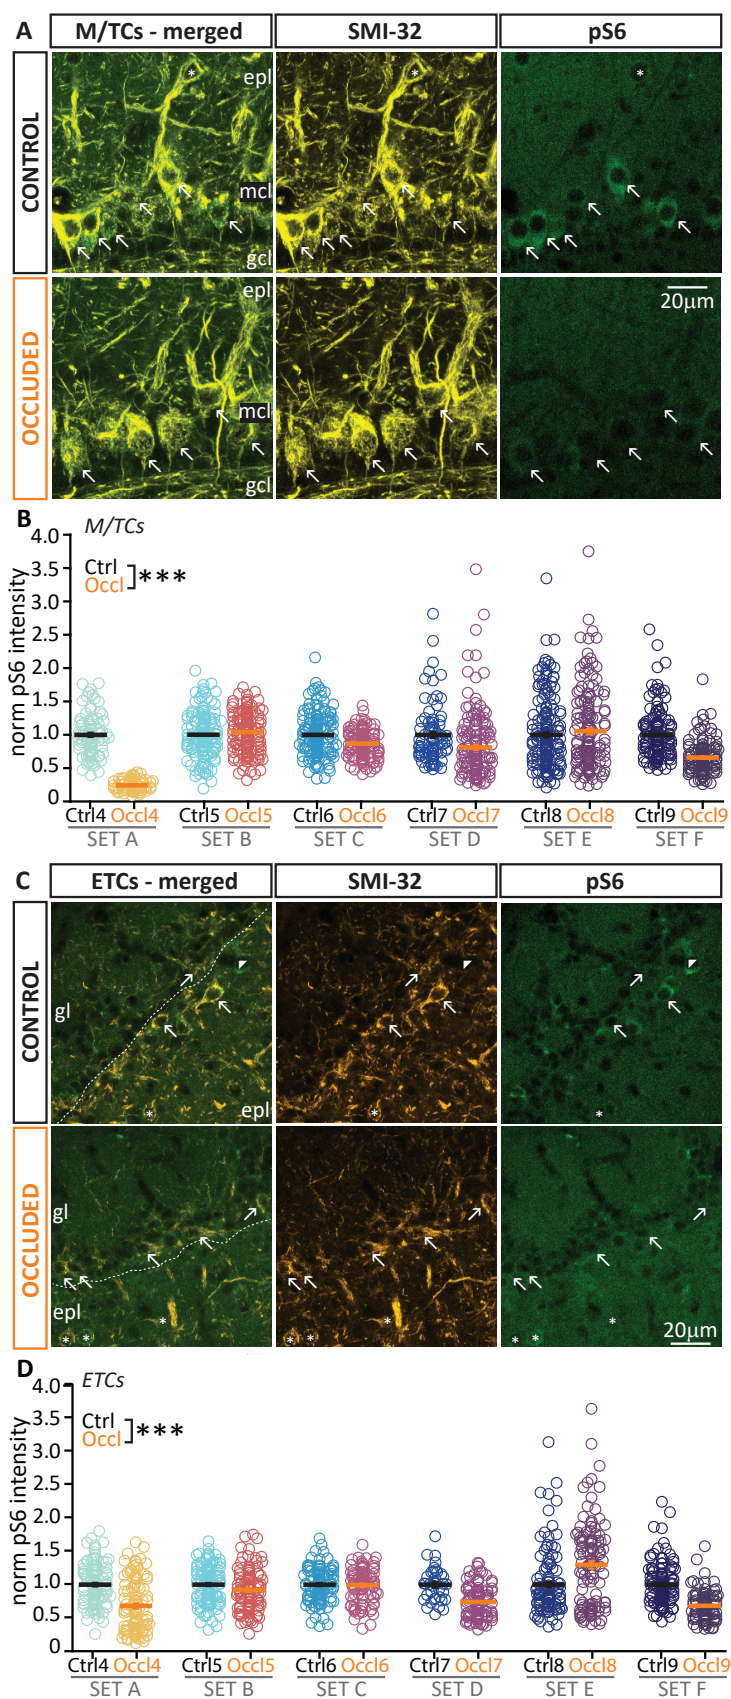 A
M/TCs - merged
SMI-32
pS6
CONTROL
epl
*
*
*
mcl
gcl
OCCLUDED
epl
mcl
gcl
20µm
B
M/TCs
4.0
3.5
3.0
2.5
2.0
1.5
1.0
0.5
0
norm pS6 intensity
Ctrl
Occl
***
Ctrl4 Occl4 Ctrl5 Occl5 Ctrl6 Occl6 Ctrl7 Occl7 Ctrl8 Occl8 Ctrl9 Occl9
SET A SET B SET C SET D SET E SET F
C
ETCs - merged
SMI-32
pS6
CONTROL
gl
epl
*
*
*
OCCLUDED
gl
epl
*
* *
*
* *
*
* *
20µm
D
ETCs
4.0
3.5
3.0
2.5
2.0
1.5
1.0
0.5
0
norm pS6 intensity
Ctrl
Occl
***
Ctrl4 Occl4 Ctrl5 Occl5 Ctrl6 Occl6 Ctrl7 Occl7 Ctrl8 Occl8 Ctrl9 Occl9
SET A SET B SET C SET D SET E SET F